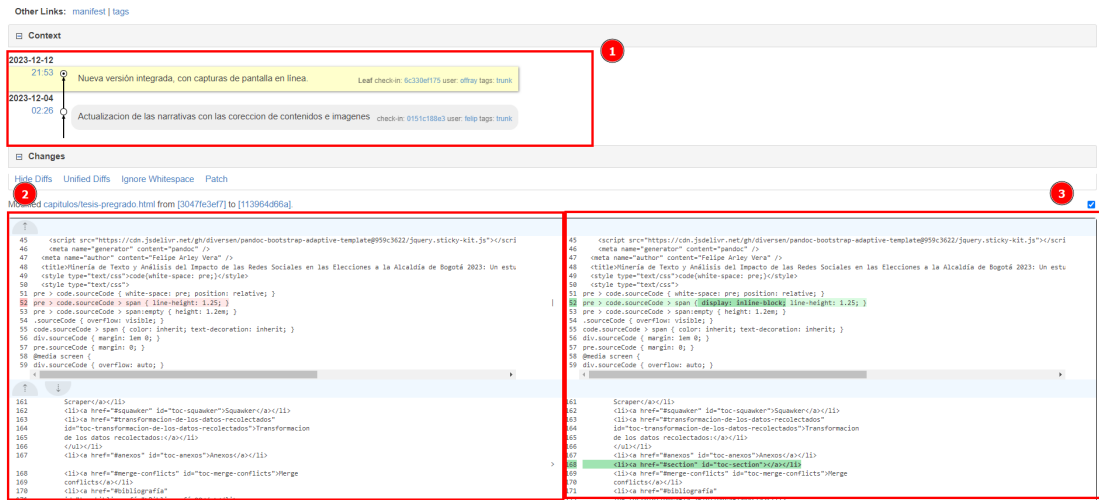 Other Links: manifest | tags
Context
1
2023-12-12
21:53 Nueva versión integrada, con capturas de pantalla en línea. Leaf check-in: 6c330ef175 user: offray tags: trunk
2023-12-04
02:26 Actualizacion de las narrativas con las coreccion de contenidos e imagenes check-in: 0151c188e3 user: felip tags: trunk
Changes
Hide Diffs Unified Diffs Ignore Whitespace Patch
2
3
capitulos/tesis-pregrado.html from [3047fe3ef7] to [113964d66a].
45 <script src="https://cdn.jsdelivr.net/gh/diversen/pandoc-bootstrap-adaptive-template@959c3622/jquery.sticky-kit.js"></scri
46 <meta name="generator" content="pandoc" />
47 <meta name="author" content="Felipe Arley Vera" />
48 <title>Minería de Texto y Análisis del Impacto de las Redes Sociales en las Elecciones a la Alcaldía de Bogotá 2023: Un estu
49 <style type="text/css">code{white-space: pre;}</style>
50 <style type="text/css">
51 pre > code.sourceCode { white-space: pre; position: relative; }
52 pre > code.sourceCode > span { line-height: 1.25; }
53 pre > code.sourceCode > span:empty { height: 1.2em; }
54 .sourceCode { overflow: visible; }
55 code.sourceCode > span { color: inherit; text-decoration: inherit; }
56 div.sourceCode { margin: 1em 0; }
57 pre.sourceCode { margin: 0; }
58 @media screen {
59 div.sourceCode { overflow: auto; }
161 Scraper</a></li>
162 <li><a href="#squawker" id="toc-squawker">Squawker</a></li>
163 <li><a href="#transformacion-de-los-datos-recolectados"
164 id="toc-transformacion-de-los-datos-recolectados">Transformacion
165 de los datos recolectados:</a></li>
166 </ul></li>
167 <li><a href="#anexos" id="toc-anexos">Anexos</a></li>
168 <li><a href="#merge-conflicts" id="toc-merge-conflicts">Merge
169 conflicts</a></li>
170 <li><a href="#bibliografia"
|
>
45 <script src="https://cdn.jsdelivr.net/gh/diversen/pandoc-bootstrap-adaptive-template@959c3622/jquery.sticky-kit.js"></scri
46 <meta name="generator" content="pandoc" />
47 <meta name="author" content="Felipe Arley Vera" />
48 <title>Minería de Texto y Análisis del Impacto de las Redes Sociales en las Elecciones a la Alcaldía de Bogotá 2023: Un estu
49 <style type="text/css">code{white-space: pre;}</style>
50 <style type="text/css">
51 pre > code.sourceCode { white-space: pre; position: relative; }
52 pre > code.sourceCode > span { display: inline-block; line-height: 1.25; }
53 pre > code.sourceCode > span:empty { height: 1.2em; }
54 .sourceCode { overflow: visible; }
55 code.sourceCode > span { color: inherit; text-decoration: inherit; }
56 div.sourceCode { margin: 1em 0; }
57 pre.sourceCode { margin: 0; }
58 @media screen {
59 div.sourceCode { overflow: auto; }
161 Scraper</a></li>
162 <li><a href="#squawker" id="toc-squawker">Squawker</a></li>
163 <li><a href="#transformacion-de-los-datos-recolectados"
164 id="toc-transformacion-de-los-datos-recolectados">Transformacion
165 de los datos recolectados:</a></li>
166 </ul></li>
167 <li><a href="#anexos" id="toc-anexos">Anexos</a></li>
168 <li><a href="#section" id="toc-section"></a></li>
169 <li><a href="#merge-conflicts" id="toc-merge-conflicts">Merge
170 conflicts</a></li>
171 <li><a href="#bibliografia"